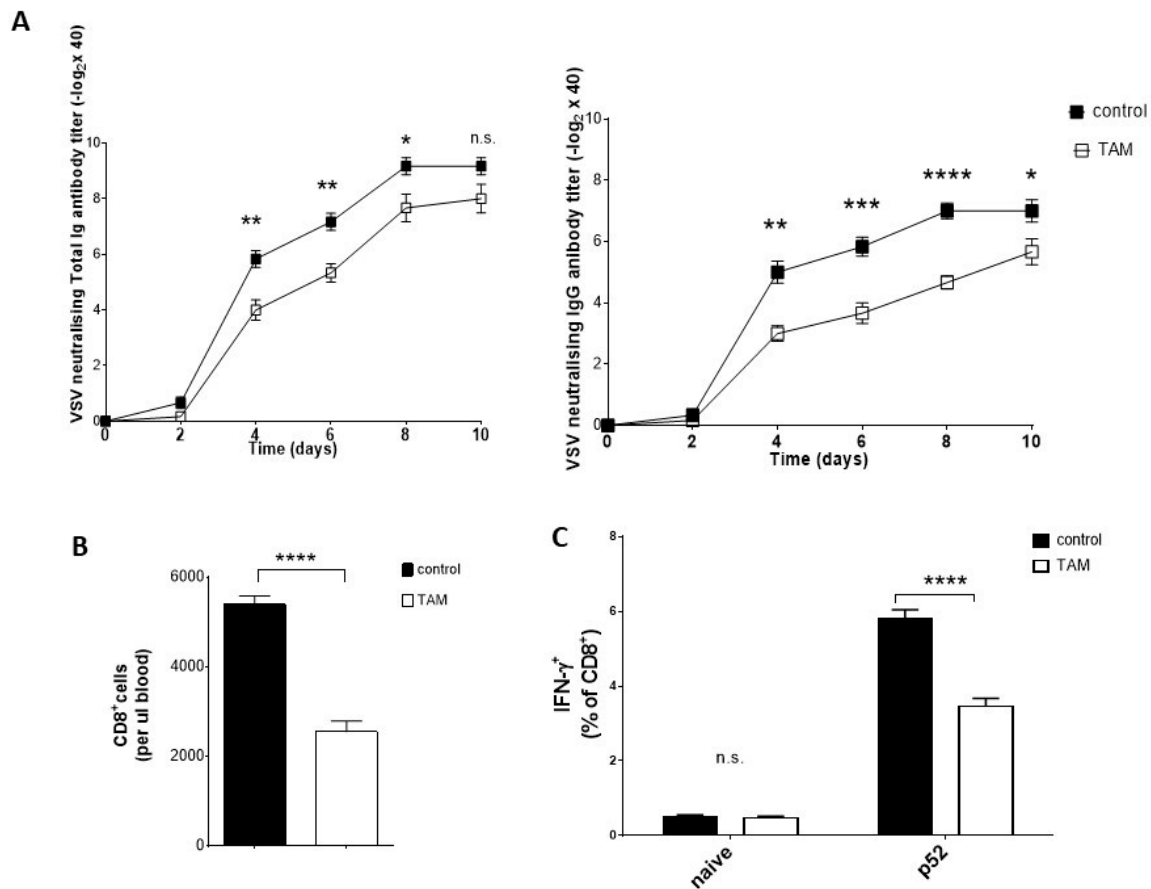 A
VSV neutralising Total Ig antibody titer (-log₂x 40)
10
8
6
4
2
0
**
**
*
n.s.
0 2 4 6 8 10
Time (days)
VSV neutralising IgG anibody titer (-log₂ x 40)
10
8
6
4
2
0
**
***
****
*
0 2 4 6 8 10
Time (days)
control
TAM
B
CD8⁺ cells
(per ul blood)
6000
4000
2000
0
****
control
TAM
C
IFN-γ⁺
(% of CD8⁺)
8
6
4
2
0
n.s.
****
naive
p52
control
TAM